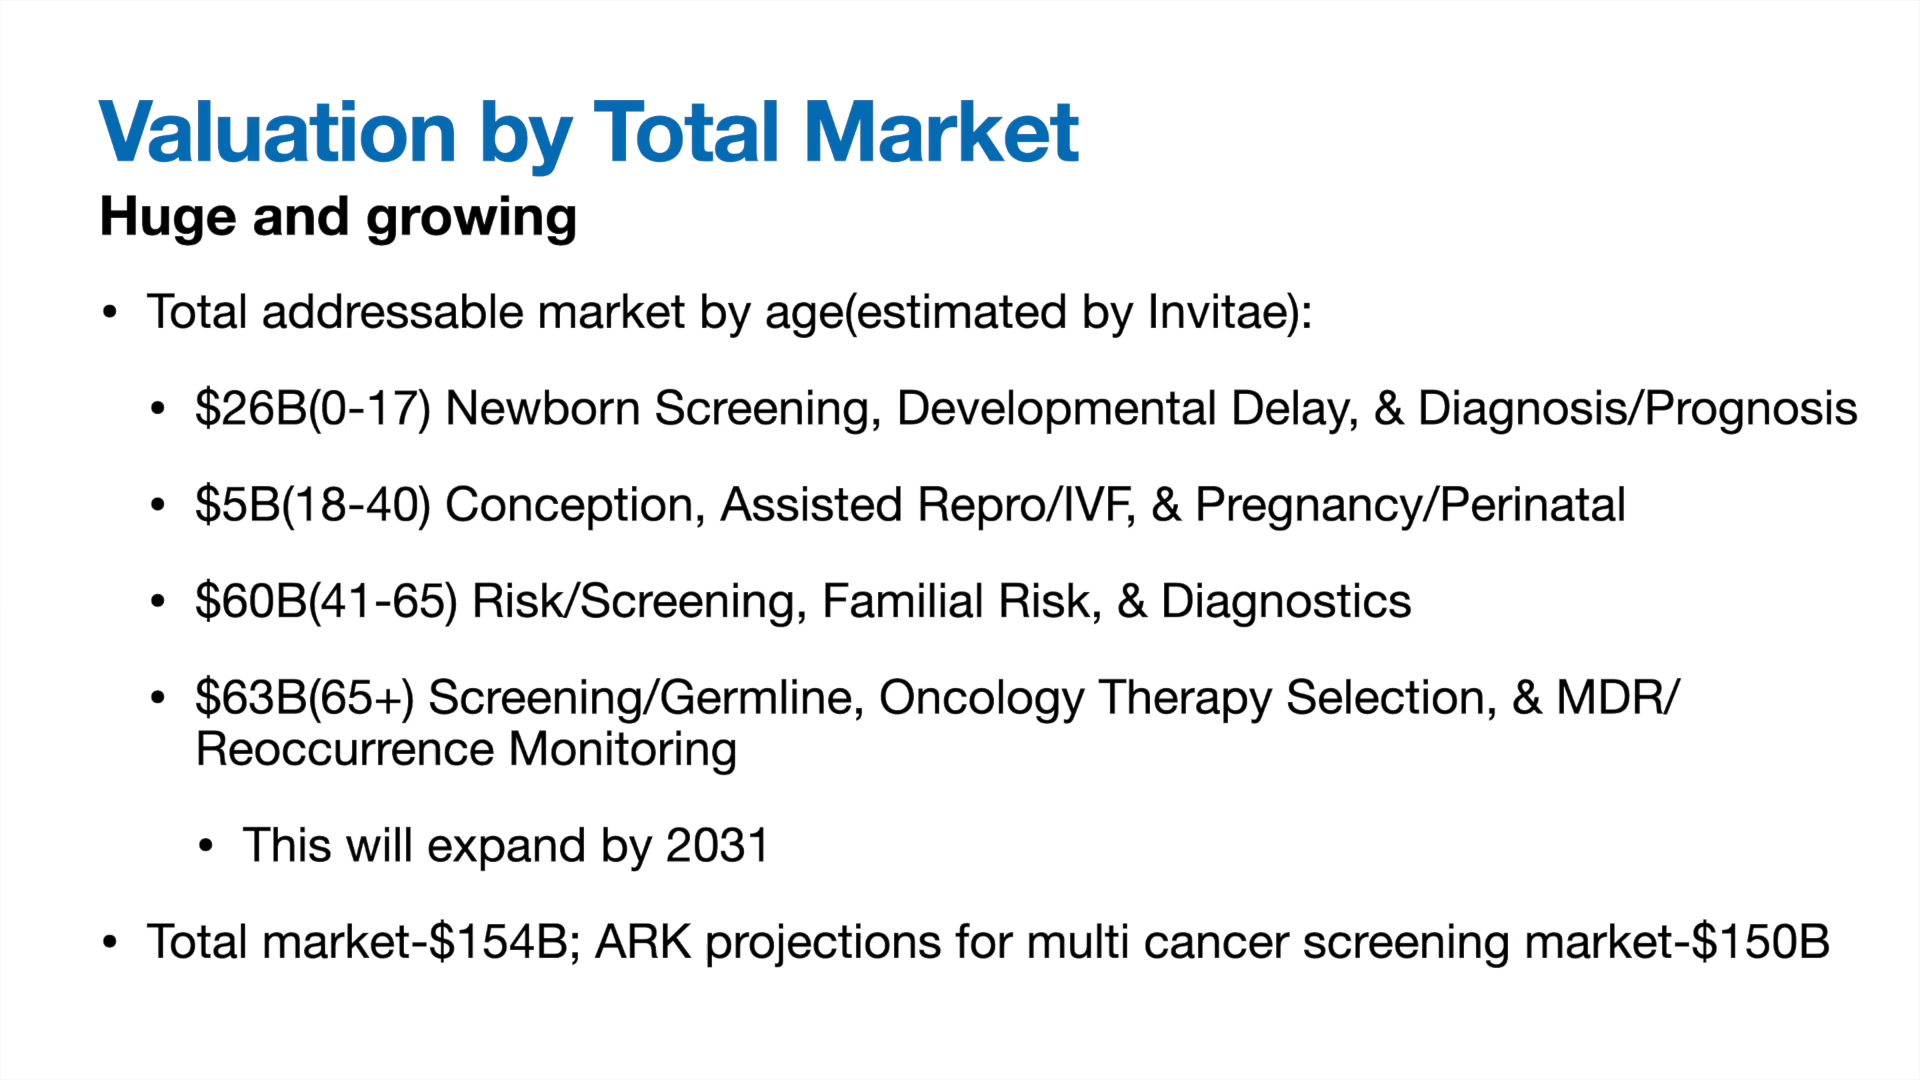 Valuation by Total Market
Huge and growing
• Total addressable market by age(estimated by Invitae):
• $26B(0-17) Newborn Screening, Developmental Delay, & Diagnosis/Prognosis
• $5B(18-40) Conception, Assisted Repro/IVF, & Pregnancy/Perinatal
• $60B(41-65) Risk/Screening, Familial Risk, & Diagnostics
• $63B(65+) Screening/Germline, Oncology Therapy Selection, & MDR/
Reoccurrence Monitoring
• This will expand by 2031
• Total market-$154B; ARK projections for multi cancer screening market-$150B